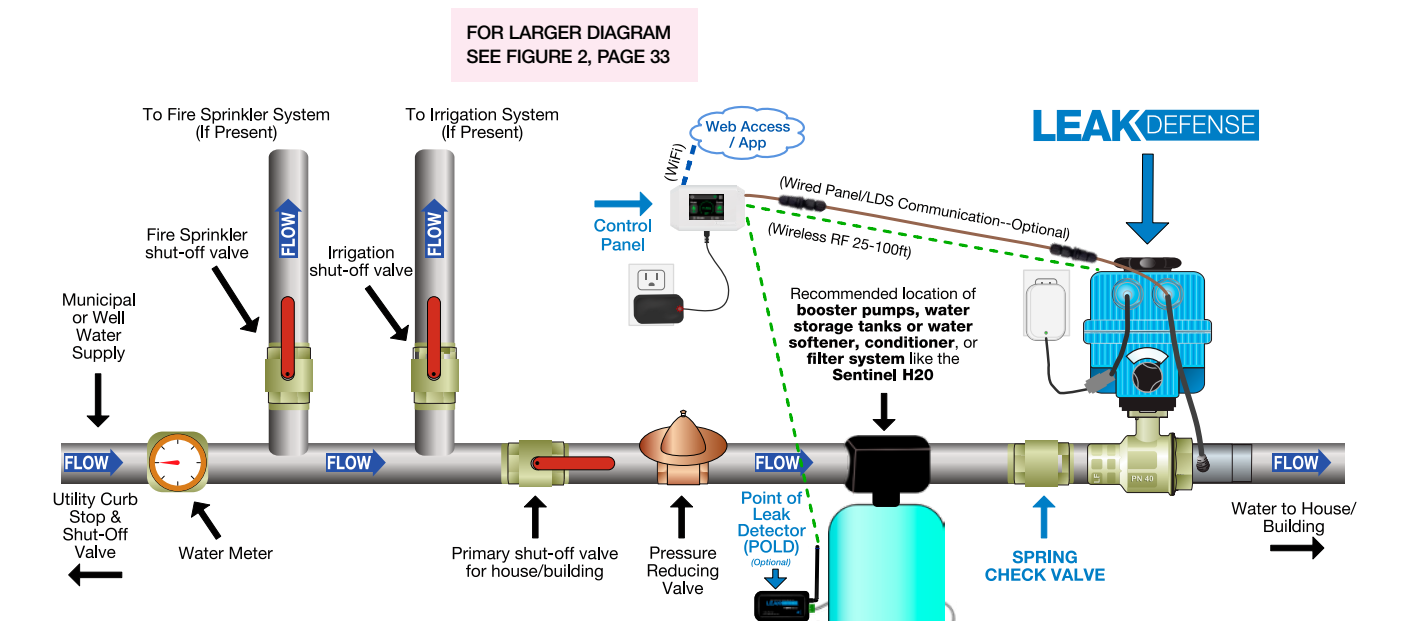 FOR LARGER DIAGRAM
SEE FIGURE 2, PAGE 33
To Fire Sprinkler System
(If Present)
To Irrigation System
(If Present)
Web Access
/ App
(WiFi)
LEAK DEFENSE
(Wired Panel/LDS Communication--Optional)
(Wireless RF 25-100ft)
Control
Panel
FLOW
FLOW
Fire Sprinkler
shut-off valve
Irrigation
shut-off valve
Municipal
or Well
Water
Supply
Recommended location of
booster pumps, water
storage tanks or water
softener, conditioner, or
filter system like the
Sentinel H20
FLOW
FLOW
FLOW
PN 40
FLOW
Utility Curb
Stop &
Shut-Off
Valve
Water Meter
Primary shut-off valve
for house/building
Pressure
Reducing
Valve
Point of
Leak
Detector
(POLD)
(Optional)
LEAK DEFENSE
SPRING
CHECK VALVE
Water to House/
Building